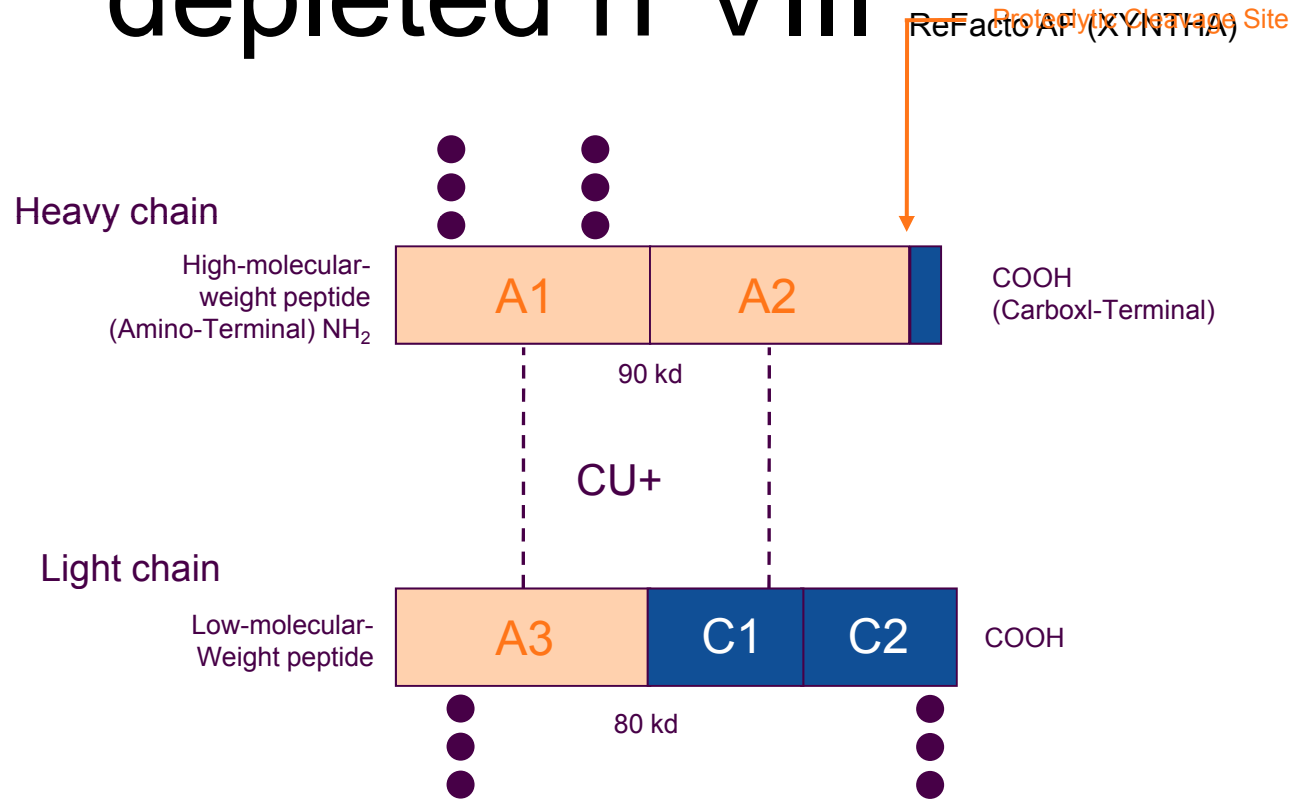 depleted rF VIII
ReFacto AF (XYNTHA)
Proteolytic Cleavage Site
Heavy chain
High-molecular-
weight peptide
(Amino-Terminal) NH₂
A1
A2
COOH
(Carboxl-Terminal)
90 kd
CU+
Light chain
Low-molecular-
Weight peptide
A3
C1
C2
COOH
80 kd